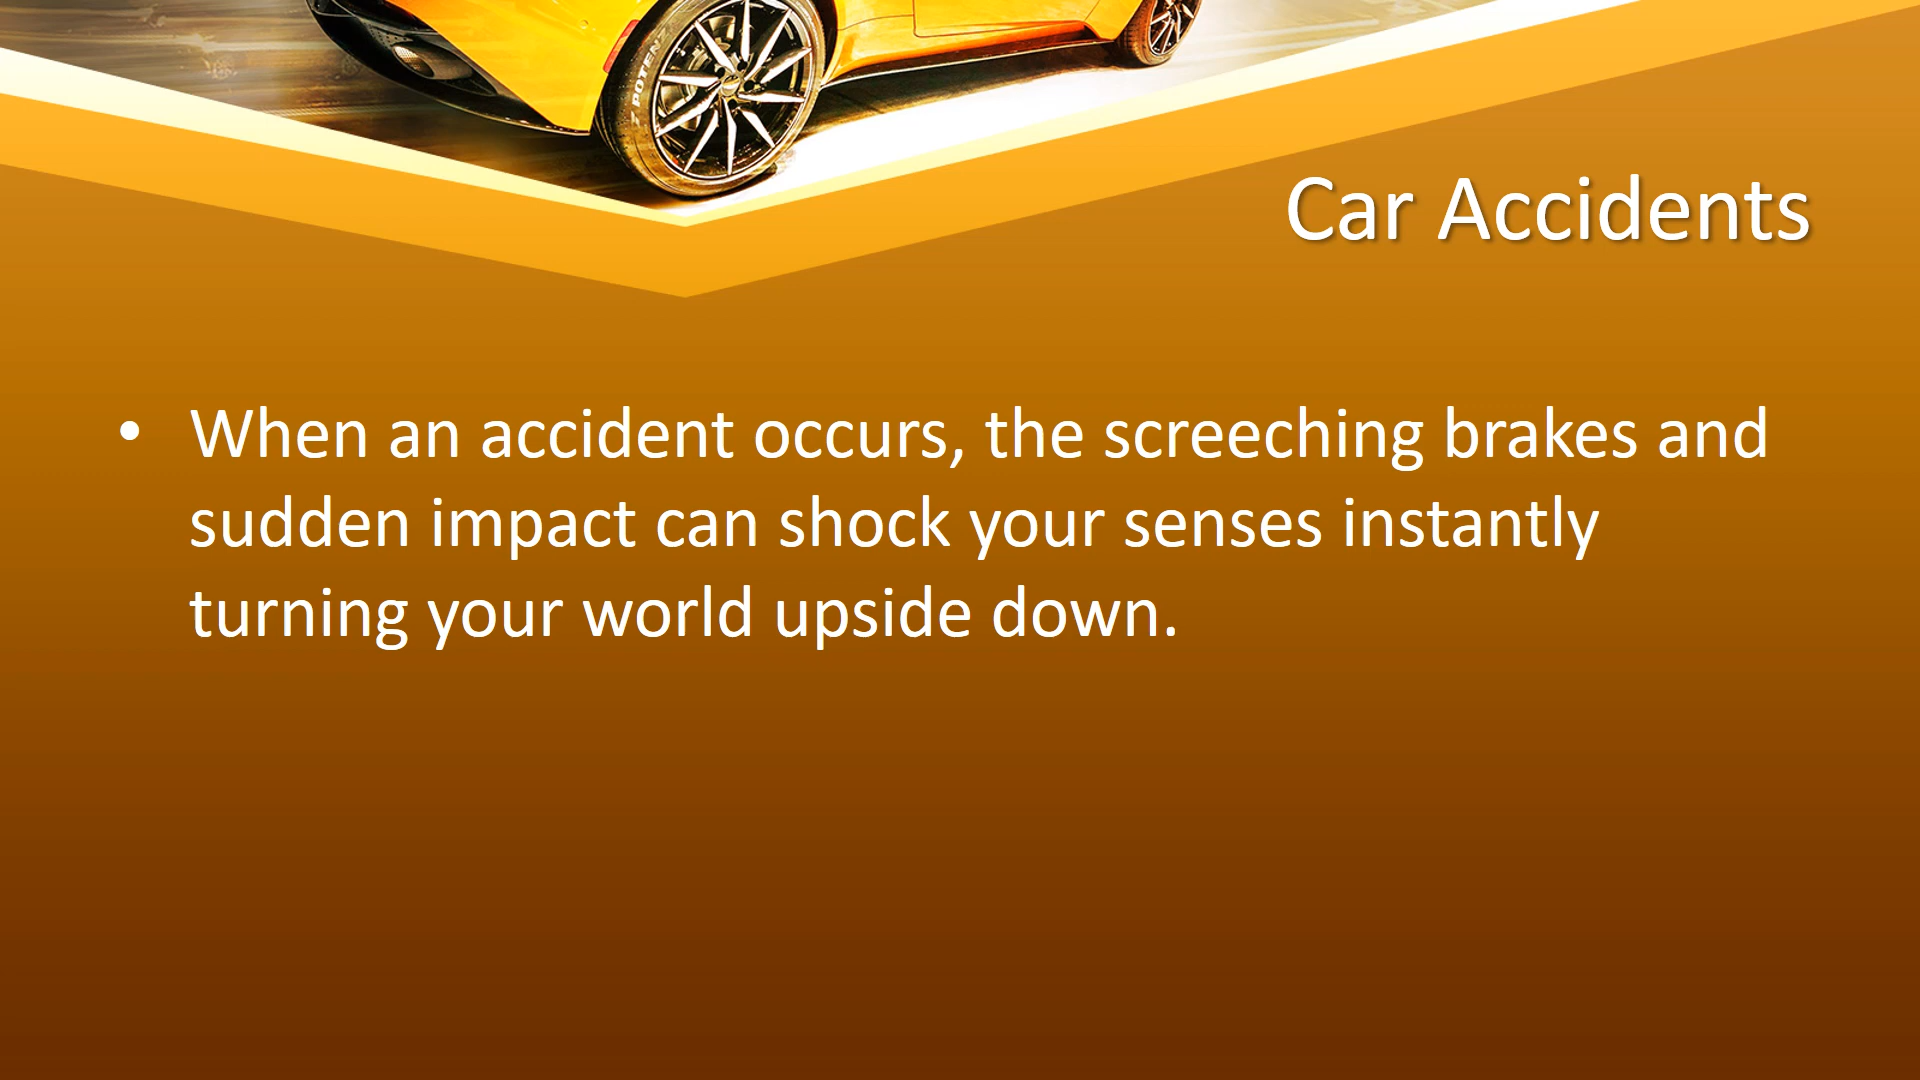 POTENZ
Car Accidents
• When an accident occurs, the screeching brakes and
sudden impact can shock your senses instantly
turning your world upside down.